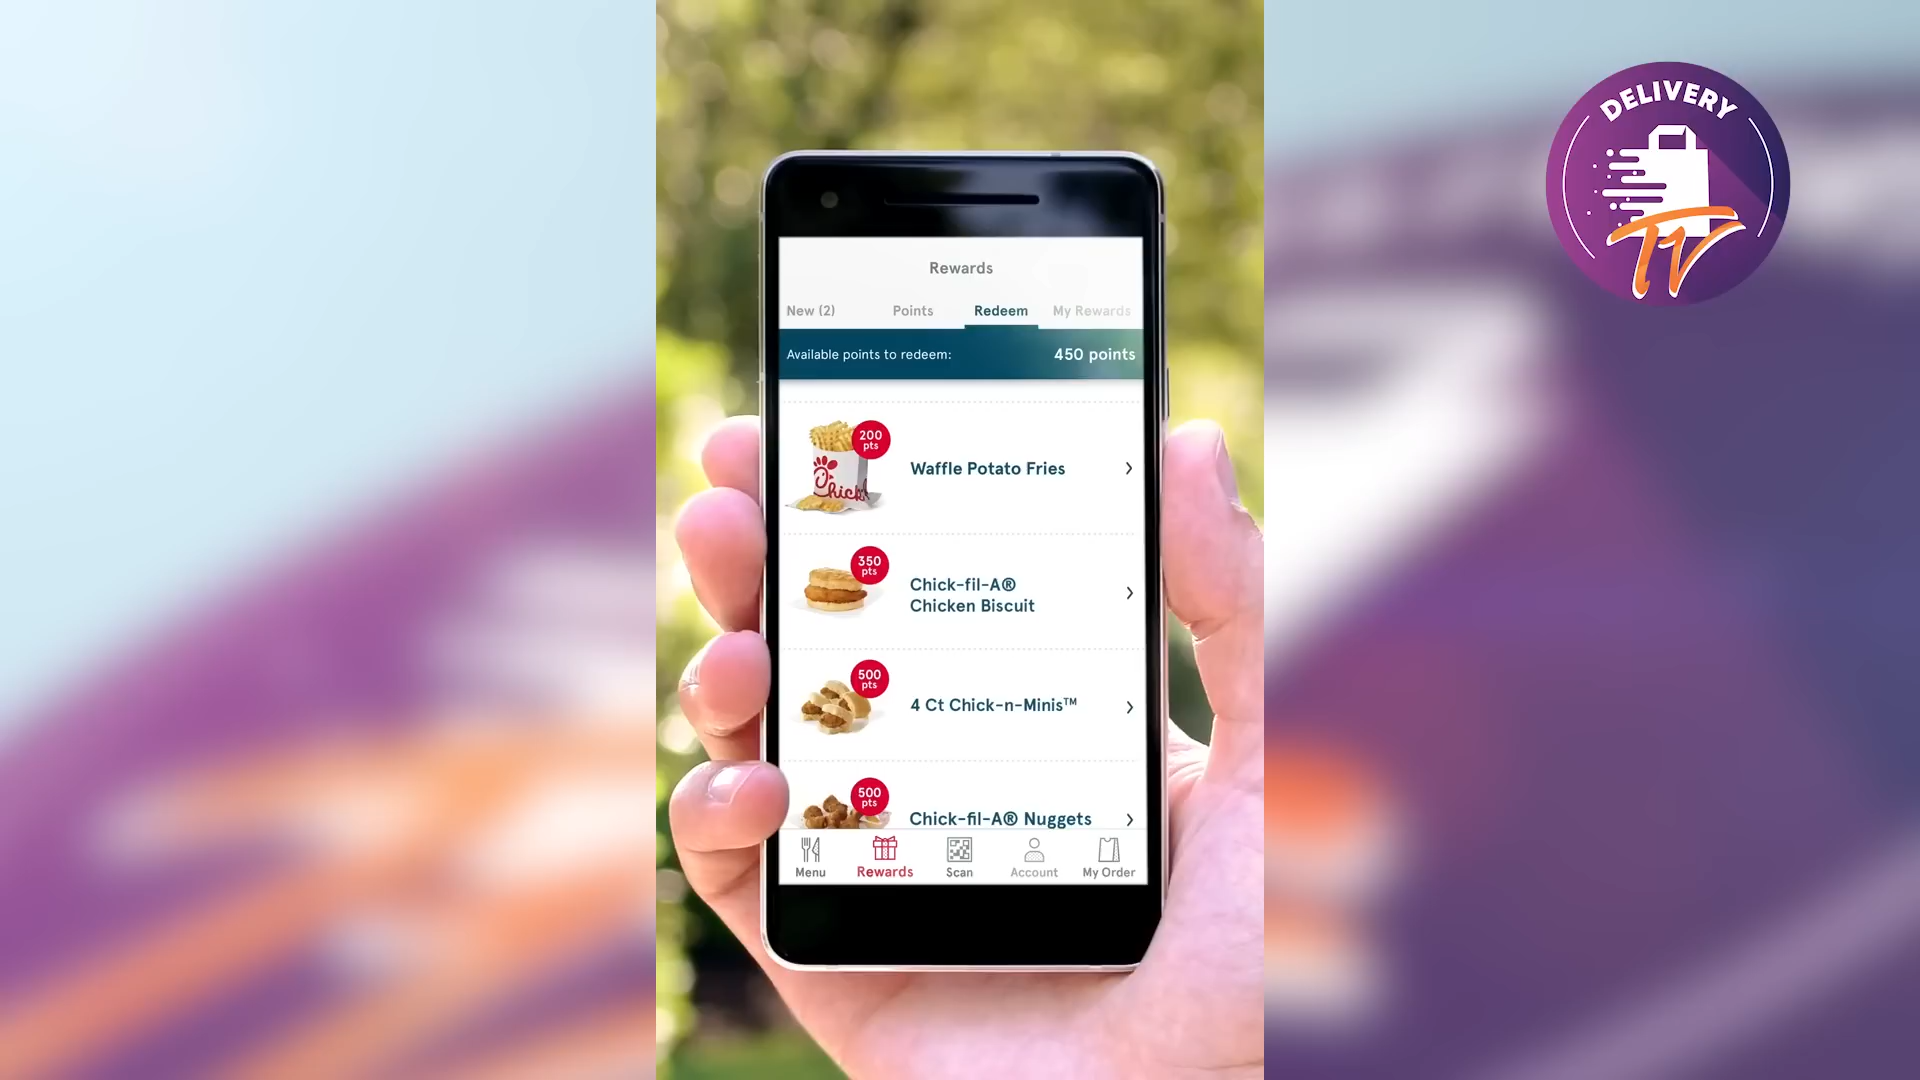 DELIVERY
TV
Rewards
New (2) Points Redeem My Rewards
Available points to redeem: 450 points
200
pts
Chick
Waffle Potato Fries
350
pts
Chick-fil-A®
Chicken Biscuit
500
pts
4 Ct Chick-n-Minis™
500
pts
Chick-fil-A® Nuggets
Menu Rewards Scan Account My Order